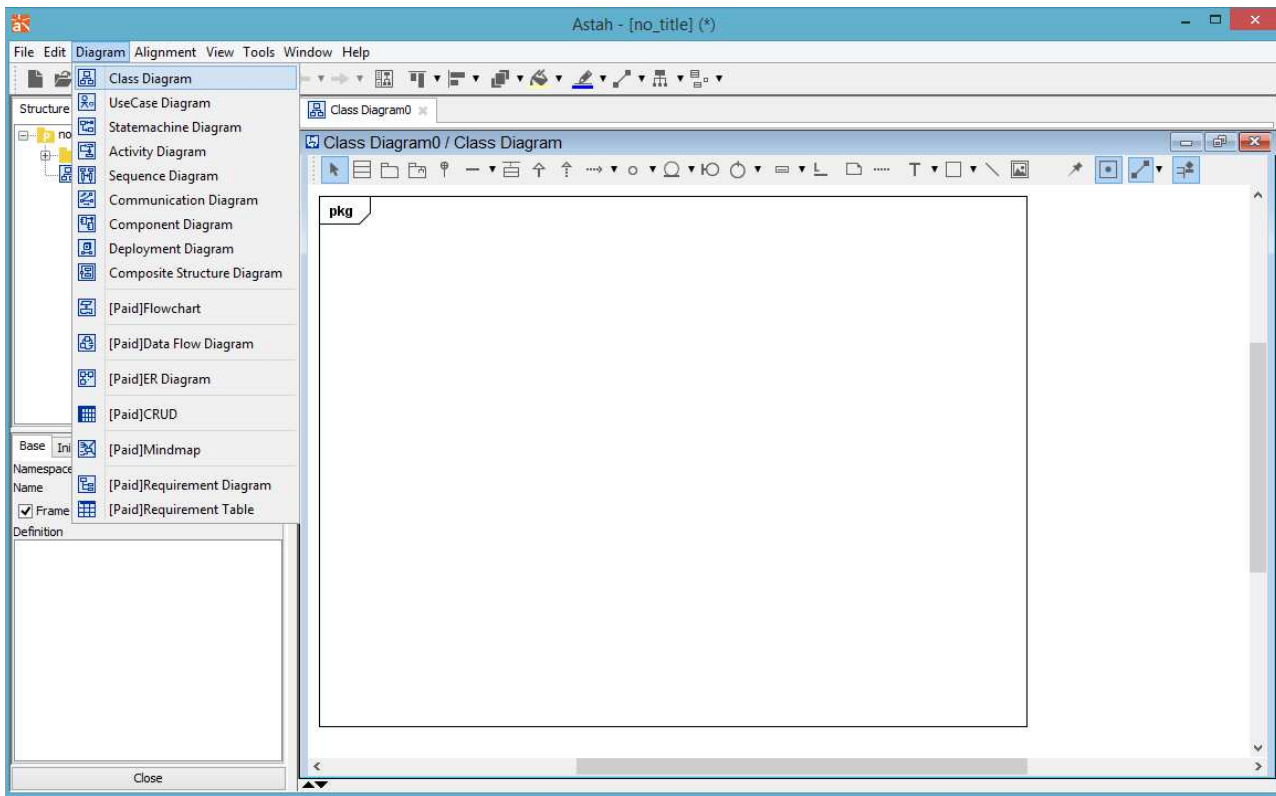 Astah - [no_title] (*)
File Edit Diagram Alignment View Tools Window Help
Class Diagram
UseCase Diagram
Statemachine Diagram
Activity Diagram
Sequence Diagram
Communication Diagram
Component Diagram
Deployment Diagram
Composite Structure Diagram
[Paid]Flowchart
[Paid]Data Flow Diagram
[Paid]ER Diagram
[Paid]CRUD
[Paid]Mindmap
[Paid]Requirement Diagram
[Paid]Requirement Table
Structure
no
Base Ini
Namespace
Name
Frame
Definition
Close
Class Diagram0
Class Diagram0 / Class Diagram
T
pkg